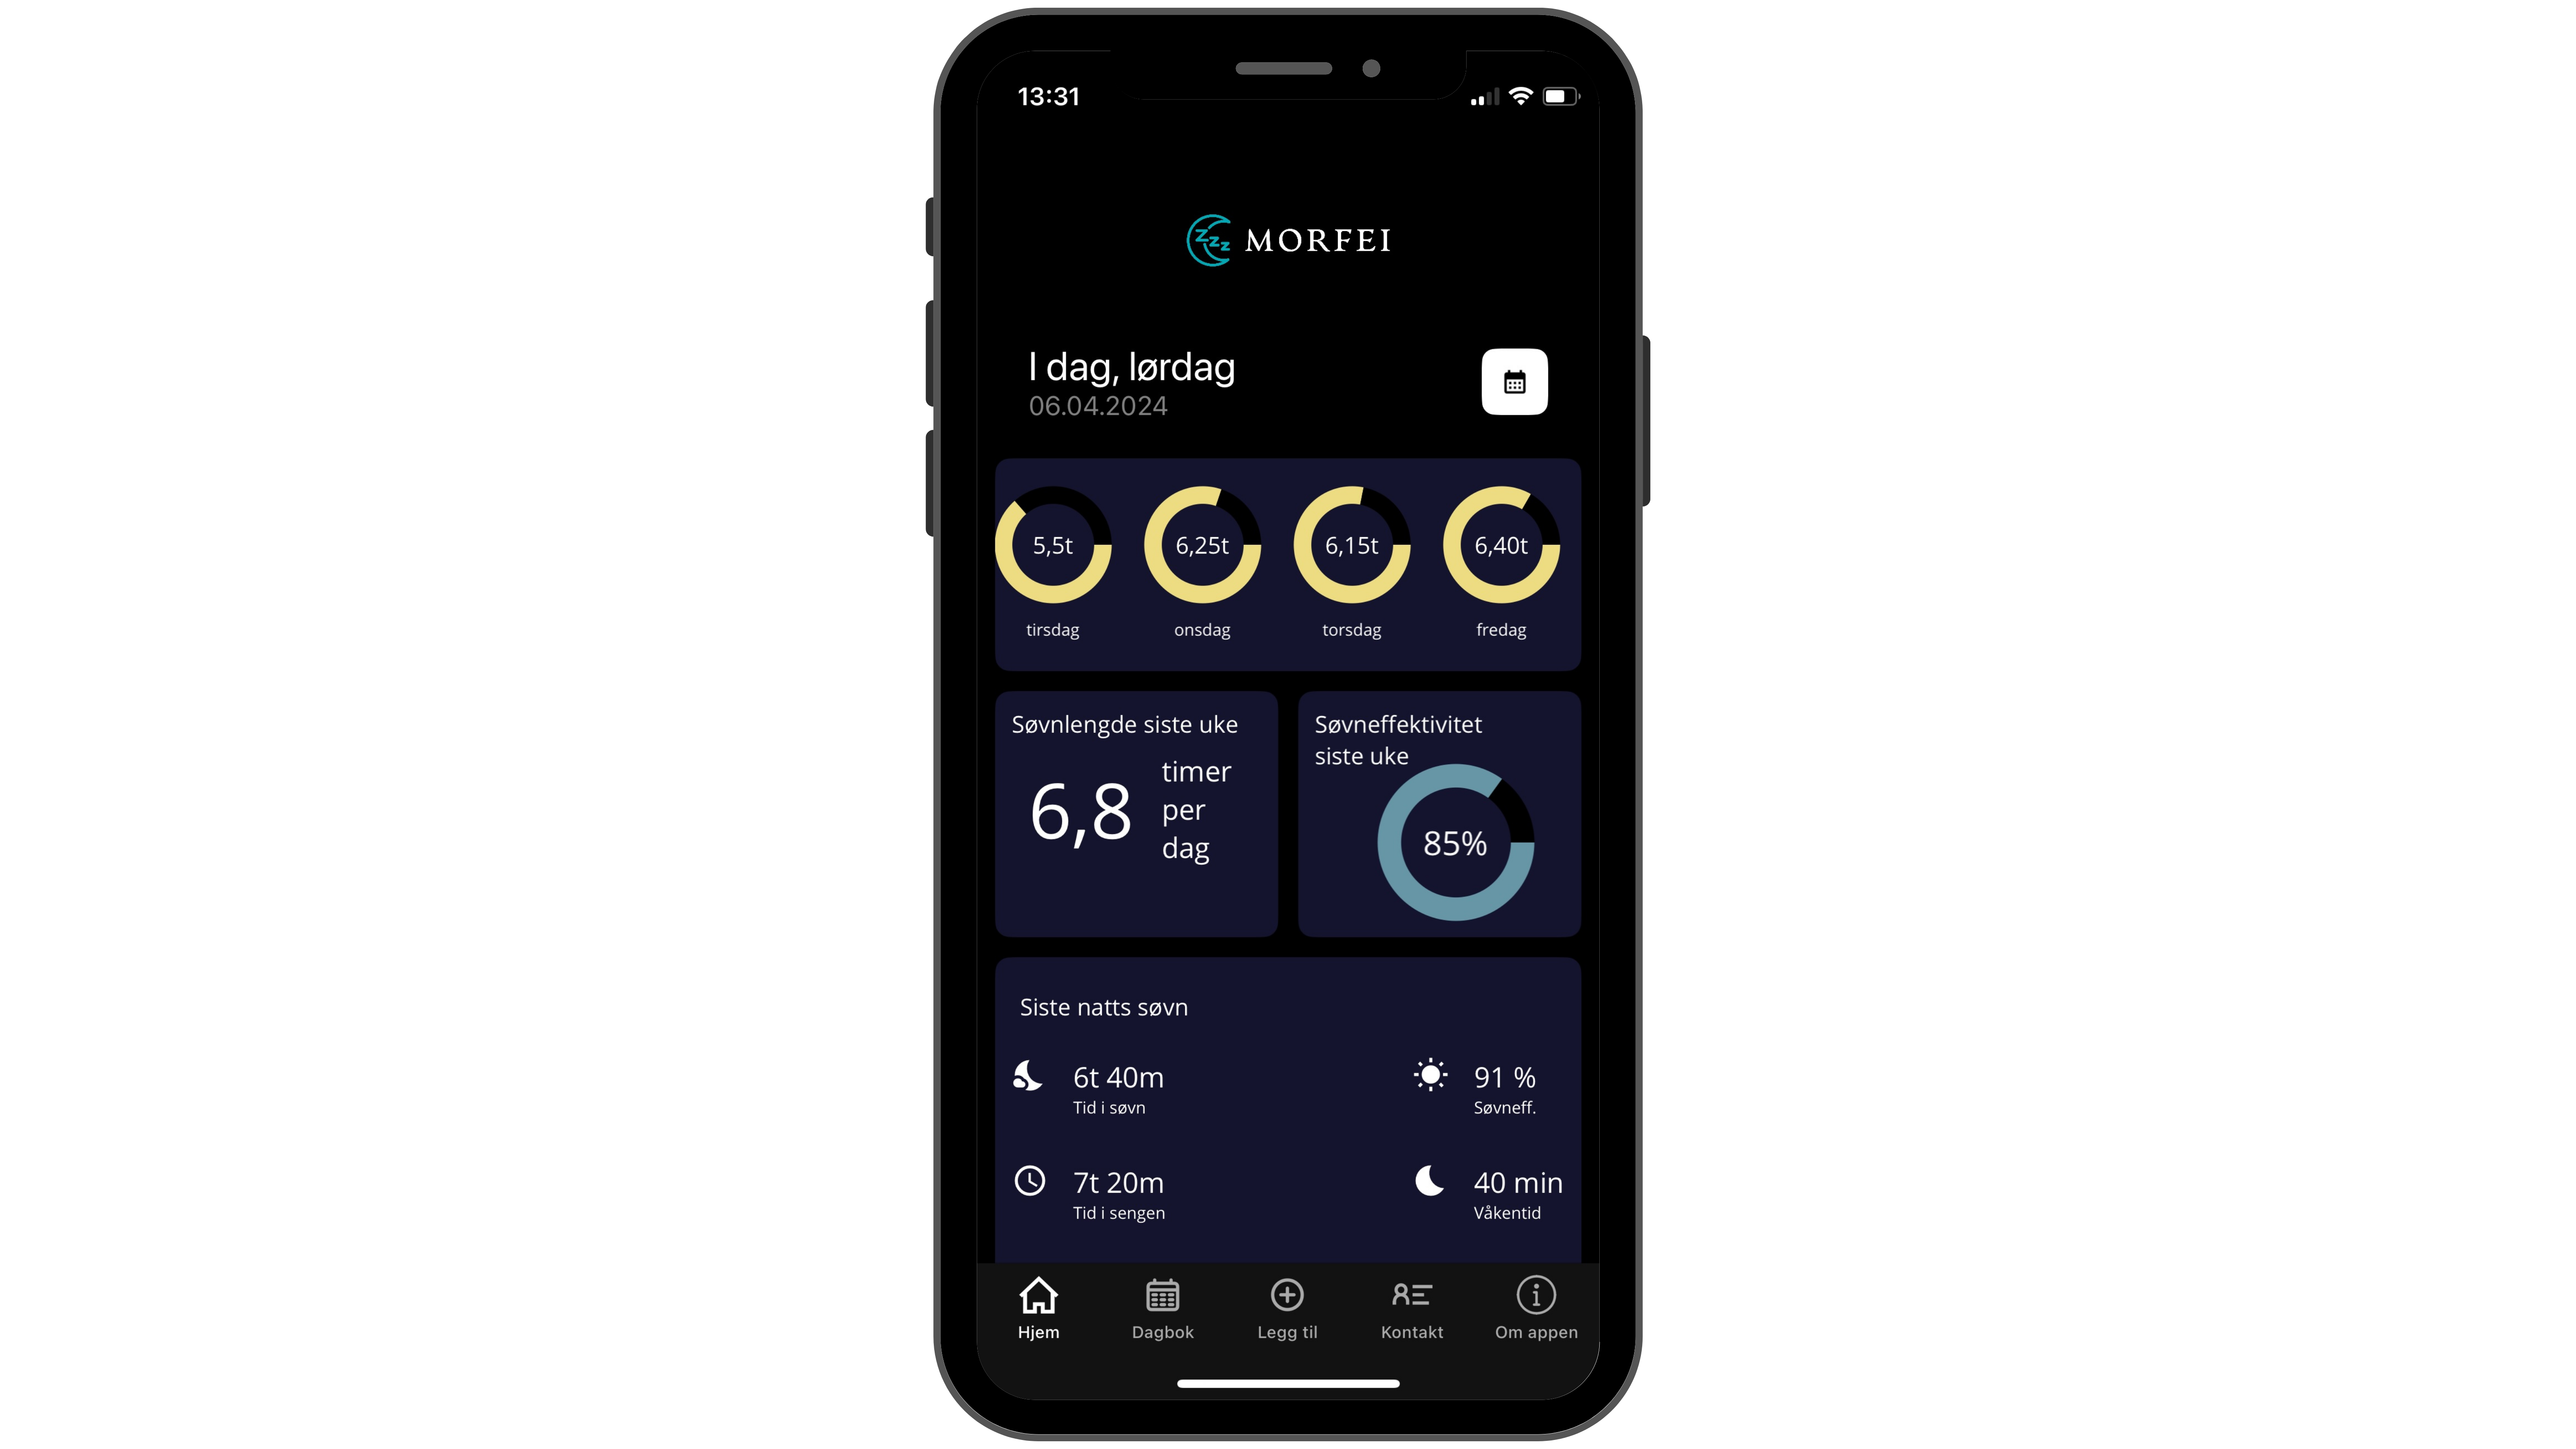 13:31
zzz MORFEI
I dag, lørdag
06.04.2024
5,5t 6,25t 6,15t 6,40t
tirsdag onsdag torsdag fredag
Søvnlengde siste uke
6,8
timer
per
dag
Søvneffektivitet
siste uke
85%
Siste natts søvn
6t 40m
Tid i søvn
91 %
Søvneff.
7t 20m
Tid i sengen
40 min
Våkentid
Hjem Dagbok Legg til Kontakt Om appen